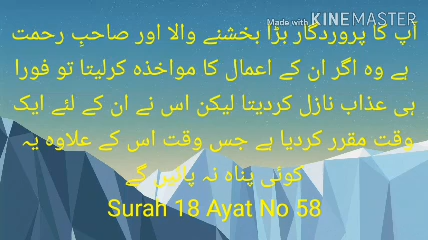 Made with KINEMASTER
آپ کا پروردگار بڑا بخشنے والا اور صاحبِ رحمت
ہے وہ اگر ان کے اعمال کا مواخذہ کرلیتا تو فورا
ہی عذاب نازل کردیتا لیکن اس نے ان کے لئے ایک
وقت مقرر کردیا ہے جس وقت اس کے علاوہ یہ
کوئی پناہ نہ پائیں گے
Surah 18 Ayat No 58